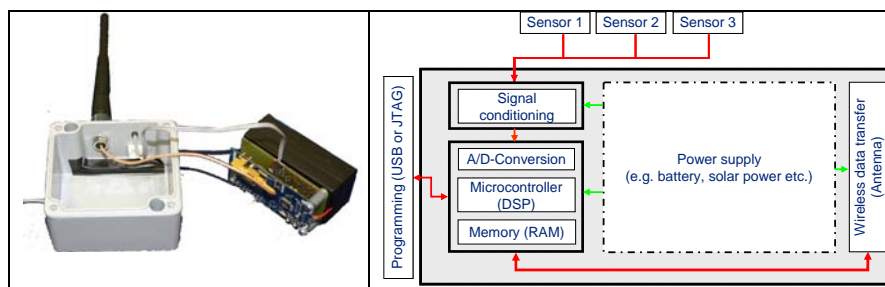 Sensor 1
Sensor 2
Sensor 3
Programming (USB or JTAG)
Signal
conditioning
A/D-Conversion
Microcontroller
(DSP)
Memory (RAM)
Power supply
(e.g. battery, solar power etc.)
Wireless data transfer
(Antenna)